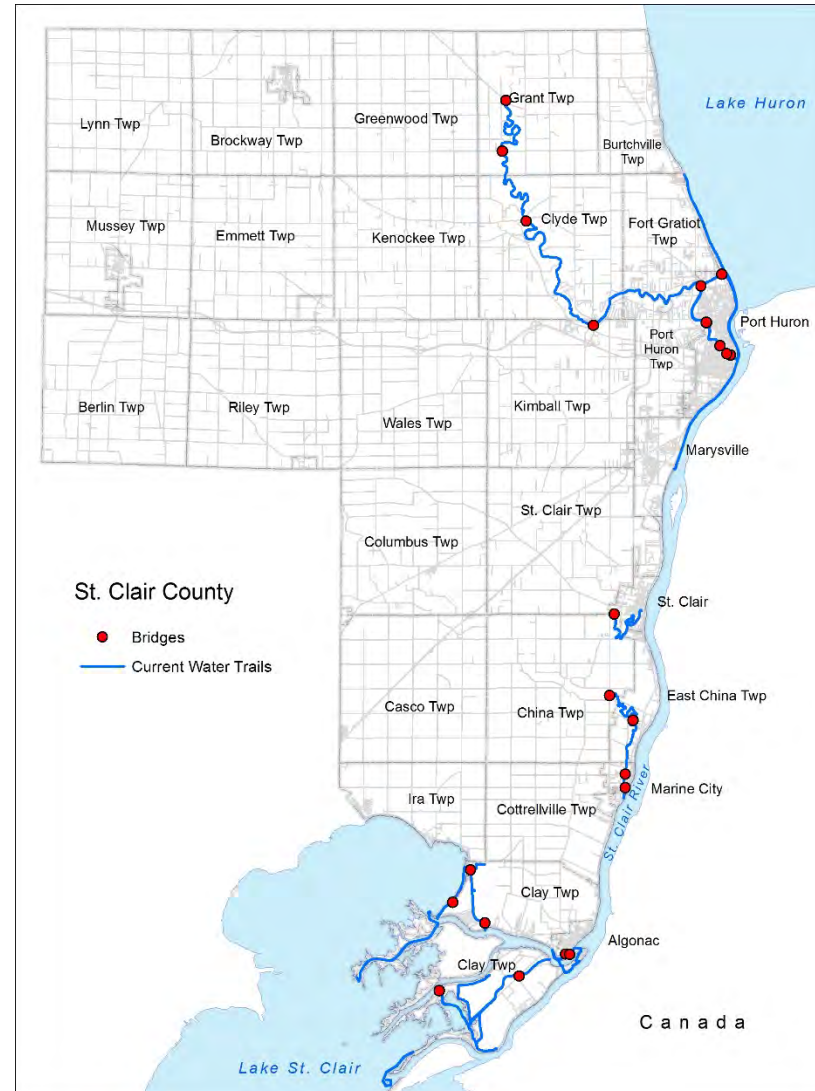 Lake Huron
Grant Twp
Lynn Twp
Greenwood Twp
Brockway Twp
Burtchville
Twp
Mussey Twp
Emmett Twp
Kenockee Twp
Clyde Twp
Fort Gratiot
Twp
Port Huron
Port
Huron
Twp
Berlin Twp
Riley Twp
Wales Twp
Kimball Twp
Marysville
St. Clair Twp
Columbus Twp
St. Clair County
Bridges
Current Water Trails
St. Clair
East China Twp
Casco Twp
China Twp
Marine City
Ira Twp
Cottrellville Twp
St. Clair River
Clay Twp
Algonac
Clay Twp
Canada
Lake St. Clair